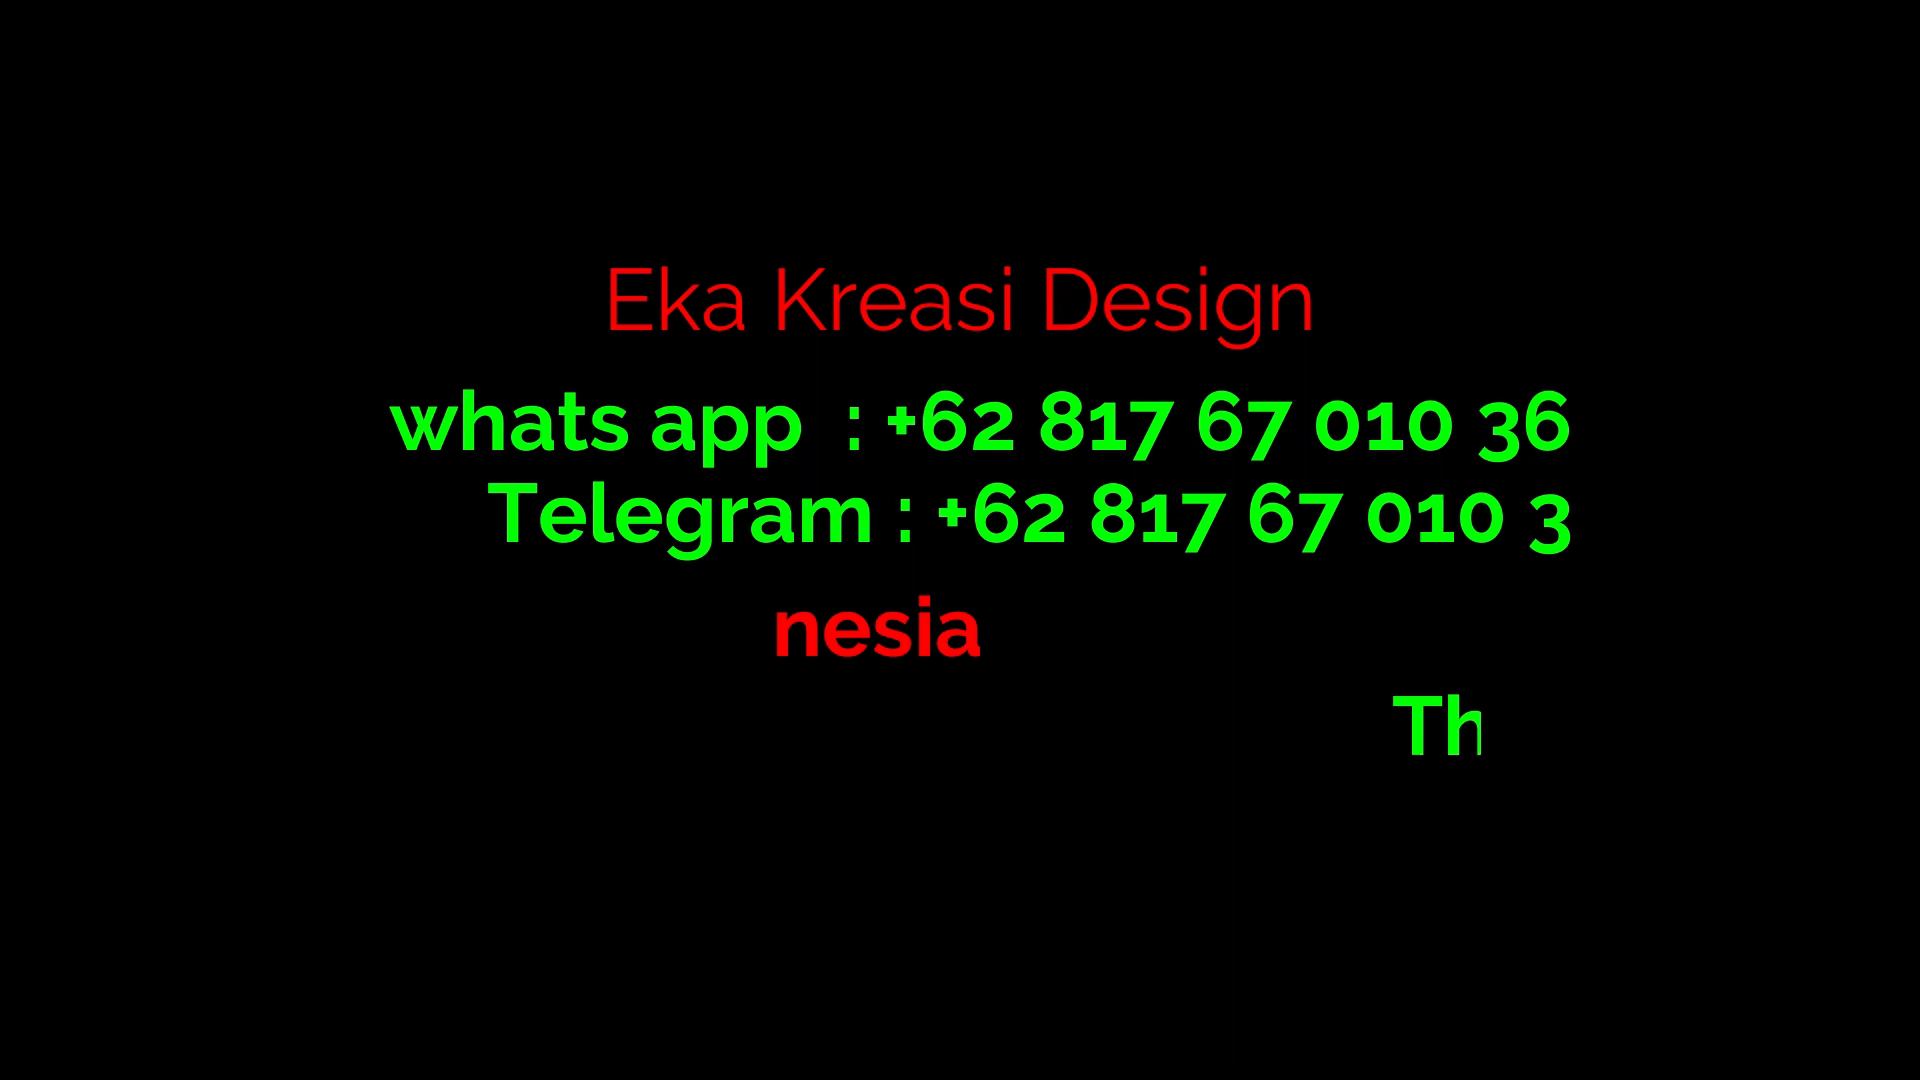 Eka Kreasi Design
whats app : +62 817 67 010 36
Telegram : +62 817 67 010 3
nesia
Th